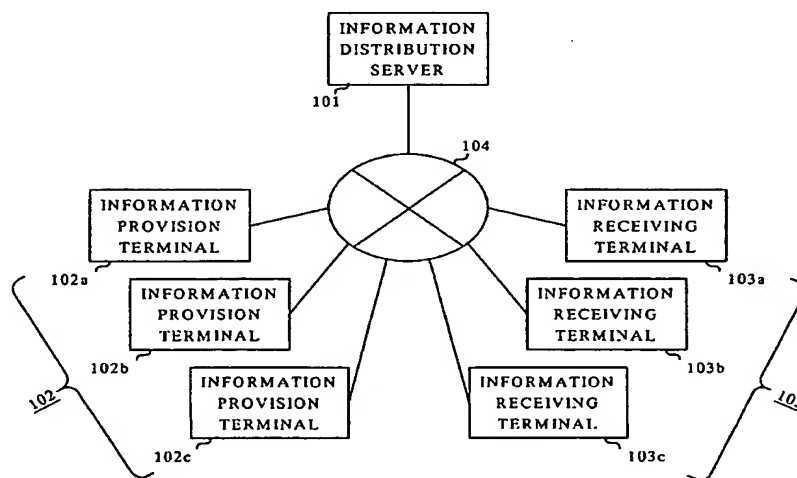 INFORMATION
DISTRIBUTION
SERVER
101
104
INFORMATION
PROVISION
TERMINAL
102a
INFORMATION
RECEIVING
TERMINAL
103a
INFORMATION
PROVISION
TERMINAL
102b
INFORMATION
RECEIVING
TERMINAL
103b
102
INFORMATION
PROVISION
TERMINAL
102c
INFORMATION
RECEIVING
TERMINAL
103c